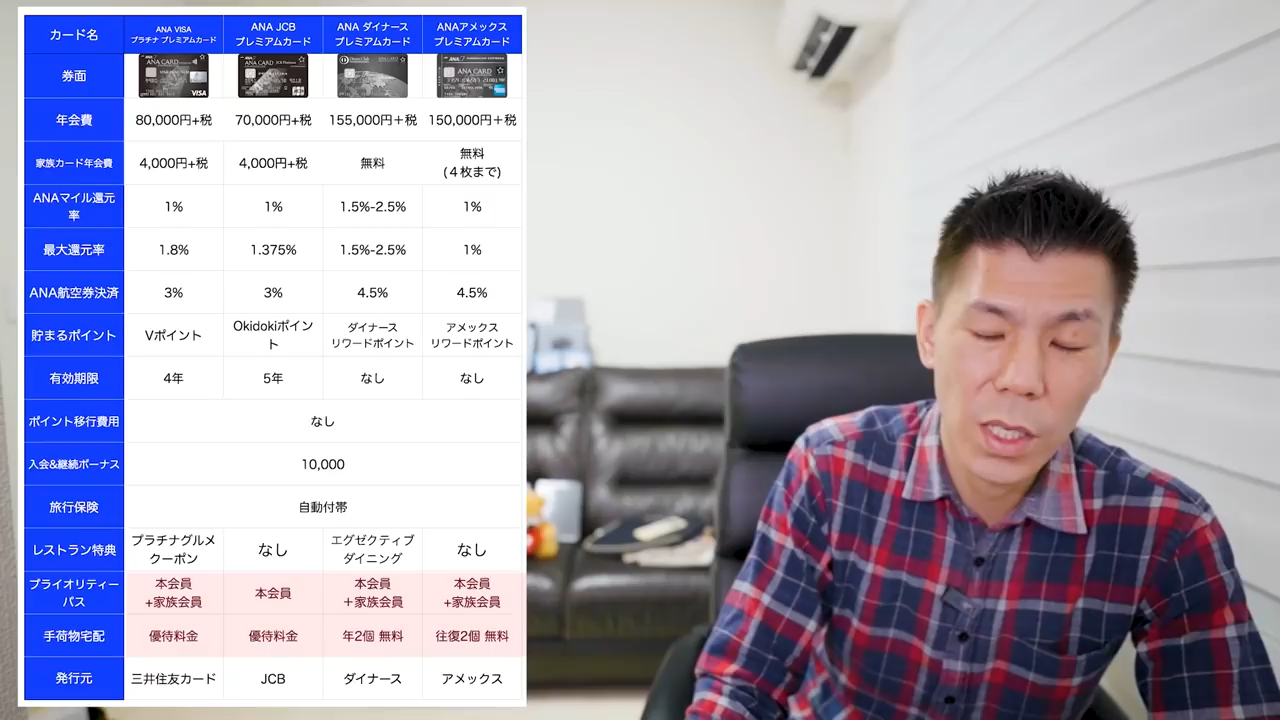 カード名
ANA VISA
プラチナ プレミアムカード
ANA JCB
プレミアムカード
ANA ダイナース
プレミアムカード
ANAアメックス
プレミアムカード
券面
ANA CARD
VISA
ANA CARD
JCB
ANA CARD
年会費
80,000円+税
70,000円+税
155,000円+税
150,000円+税
家族カード年会費
4,000円+税
4,000円+税
無料
無料
(4枚まで)
ANAマイル還元
率
1%
1%
1.5%-2.5%
1%
最大還元率
1.8%
1.375%
1.5%-2.5%
1%
ANA航空券決済
3%
3%
4.5%
4.5%
貯まるポイント
Vポイント
Okidokiポイン
ト
ダイナース
リワードポイント
アメックス
リワードポイント
有効期限
4年
5年
なし
なし
ポイント移行費用
なし
入会&継続ボーナス
10,000
旅行保険
自動付帯
レストラン特典
プラチナグルメ
クーポン
なし
エグゼクティブ
ダイニング
なし
プライオリティー
パス
本会員
+家族会員
本会員
本会員
+家族会員
本会員
+家族会員
手荷物宅配
優待料金
優待料金
年2個 無料
往復2個 無料
発行元
三井住友カード
JCB
ダイナース
アメックス